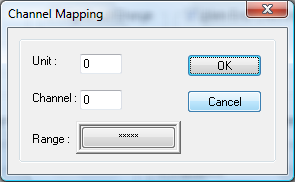 Channel Mapping
Unit : 0
OK
Channel : 0
Cancel
Range : *****